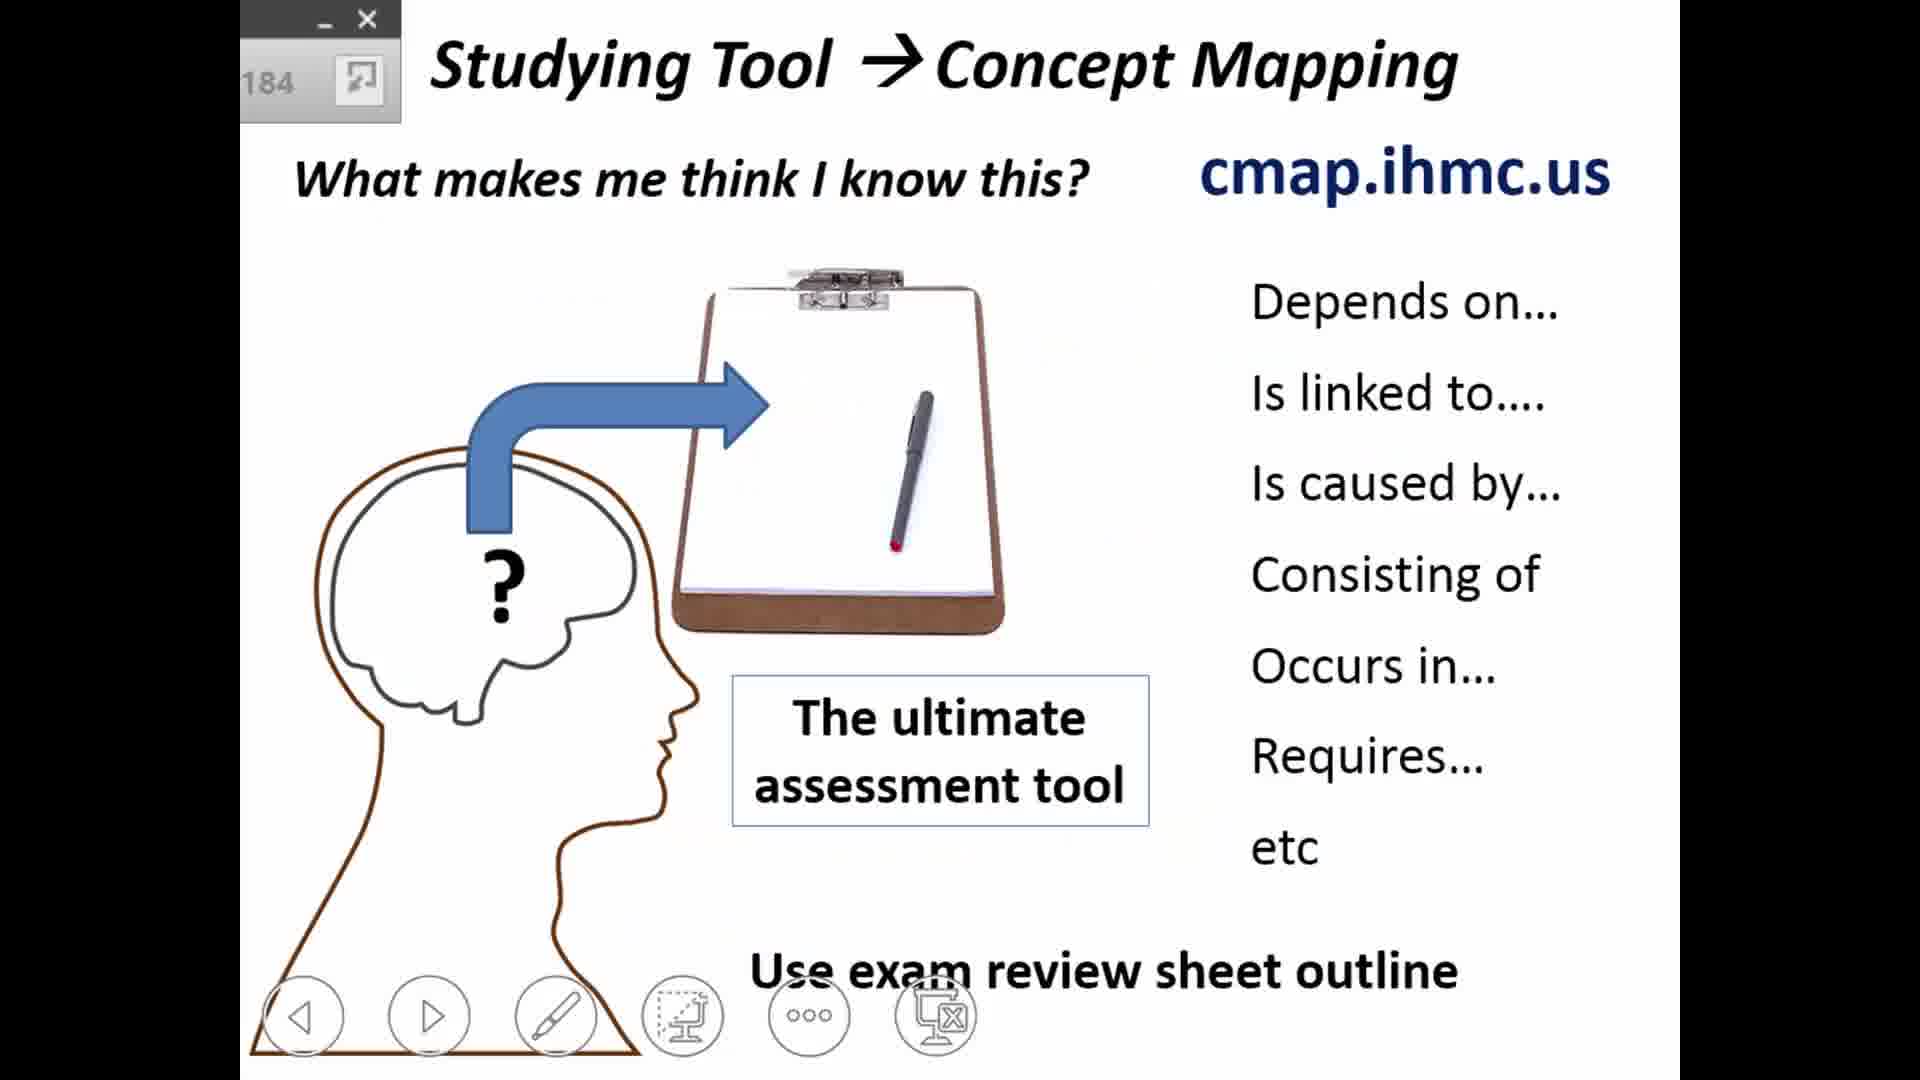 184
Studying Tool → Concept Mapping
What makes me think I know this?
cmap.ihmc.us
Depends on...
Is linked to....
Is caused by...
Consisting of
Occurs in...
Requires...
etc
?
The ultimate
assessment tool
Use exam review sheet outline